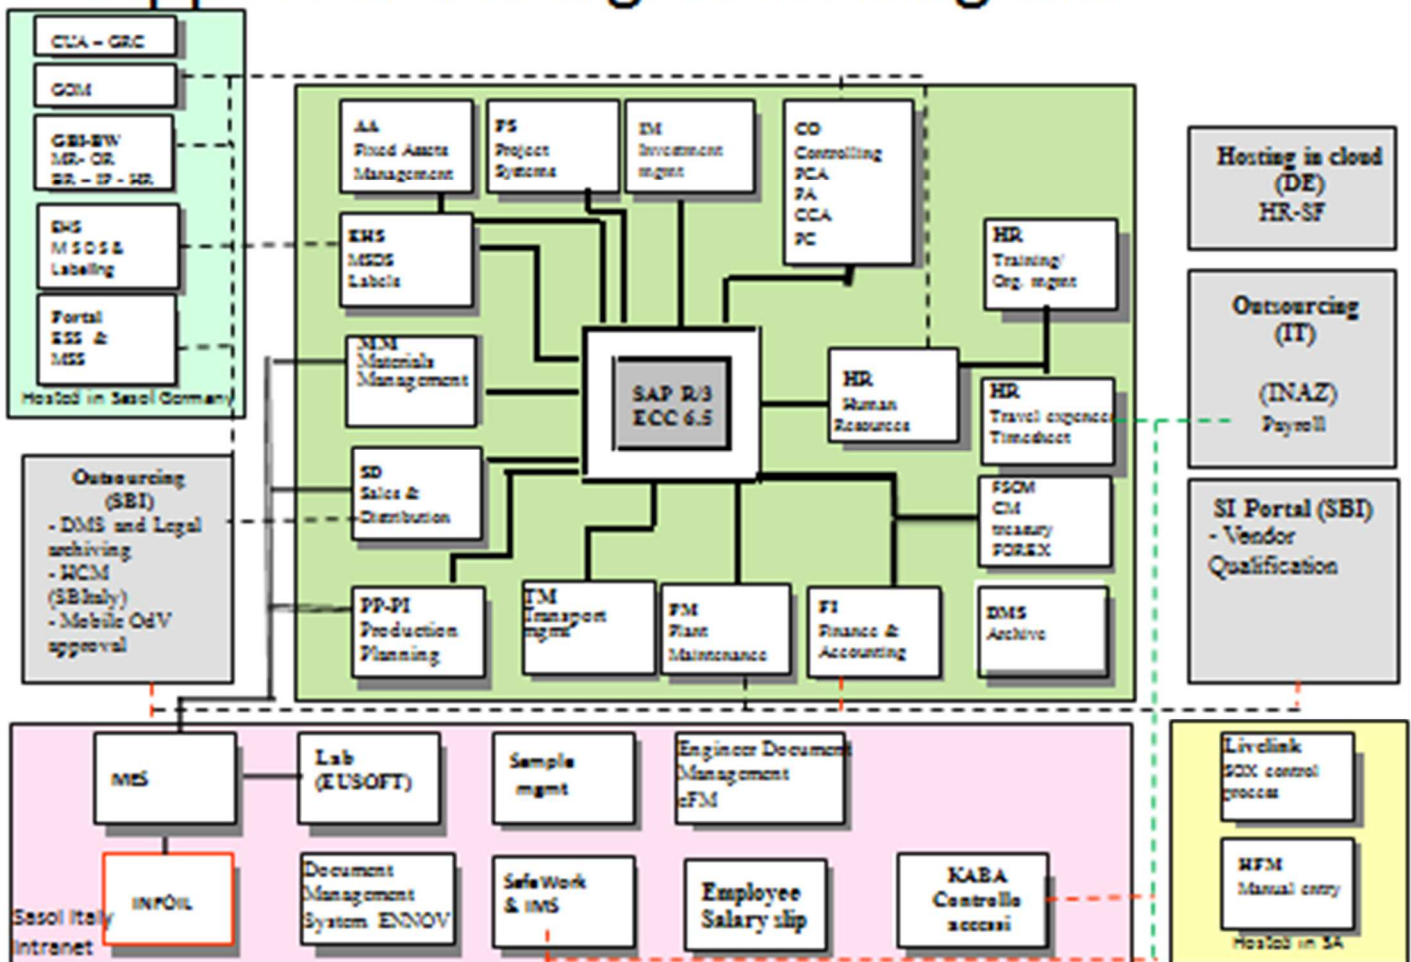 CUA – GRC
GOM
GBI-BW
MR- OR
BR – IP - HR
EHS
M S D S &
Labeling
Portal
ESS &
MSS
Hosted in Sasol Germany
AA
Fixed Assets
Management
PS
Project
Systems
IM
Investment
mgmt
CO
Controlling
PCA
PA
CCA
PC
EHS
MSDS
Labels
HR
Training/
Org. mgmt
Hosting in cloud
(DE)
HR-SF
MM
Materials
Management
SAP R/3
ECC 6.5
HR
Human
Resources
HR
Travel expences
Timesheet
Outsourcing
(IT)
(INAZ)
Payroll
Outsourcing
(SBI)
- DMS and Legal
archiving
- HCM
(SBItaly)
- Mobile OdV
approval
SD
Sales &
Distribution
FSCM
CM
treasury
FOREX
SI Portal (SBI)
- Vendor
Qualification
PP-PI
Production
Planning
TM
Transport
mgmt
PM
Plant
Maintenance
FI
Finance &
Accounting
DMS
Archive
MES
Lab
(EUSOFT)
Sample
mgmt
Engineer Document
Management
eFM
Livelink
SOX control
process
INFOIL
Document
Management
System ENNOV
SafeWork
& IMS
Employee
Salary slip
KABA
Controllo
accessi
HFM
Manual entry
Sasol Italy
Intranet
Hosted in SA